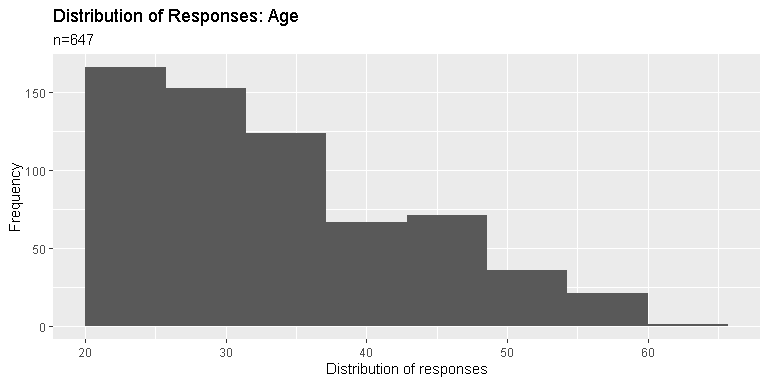 Distribution of Responses: Age
n=647
Frequency
150
100
50
0
20 30 40 50 60
Distribution of responses